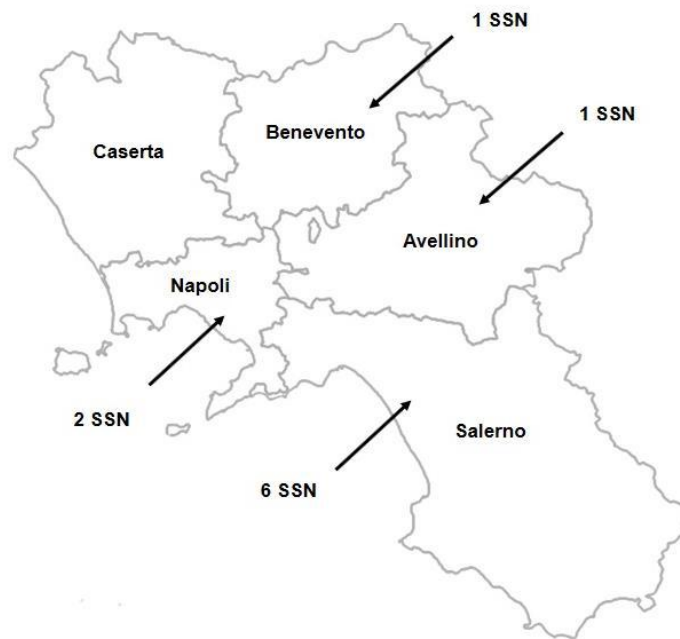 1 SSN
1 SSN
Benevento
Caserta
Avellino
Napoli
2 SSN
Salerno
6 SSN